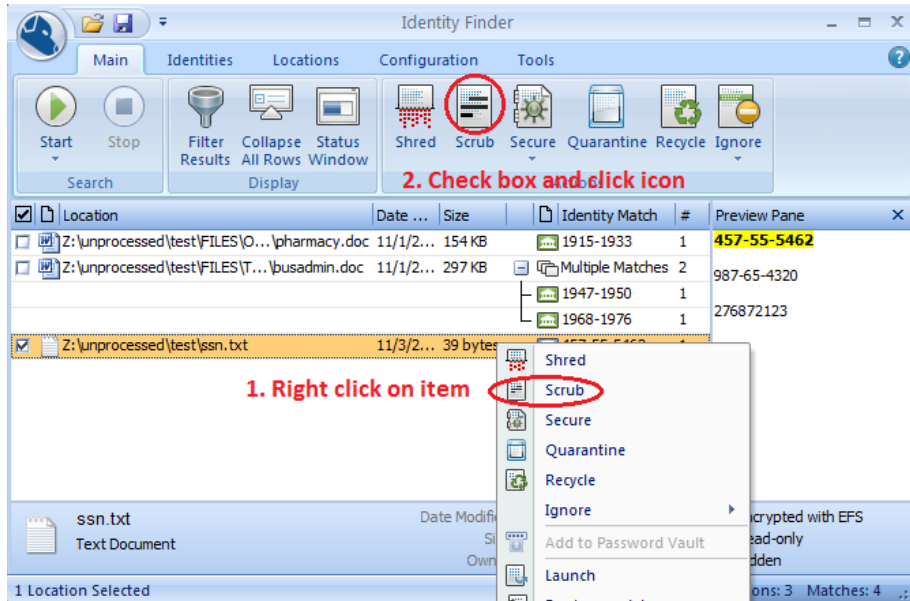 Identity Finder
Main Identities Locations Configuration Tools
Start Stop Filter Results Collapse All Rows Status Window Shred Scrub Secure Quarantine Recycle Ignore
Search Display
2. Check box and click icon
Location Date ... Size Identity Match # Preview Pane X
Z:\unprocessed\test\FILES\O...\pharmacy.doc 11/1/2... 154 KB 1915-1933 1 457-55-5462
Z:\unprocessed\test\FILES\T...\busadmin.doc 11/1/2... 297 KB Multiple Matches 2 987-65-4320
1947-1950 1
1968-1976 1 276872123
Z:\unprocessed\test\ssn.txt 11/3/2... 39 bytes
Shred
1. Right click on item
Scrub
Secure
Quarantine
Recycle
Ignore
Add to Password Vault
Launch
ssn.txt
Text Document
Date
with EFS
1 Location Selected
Matches: 4